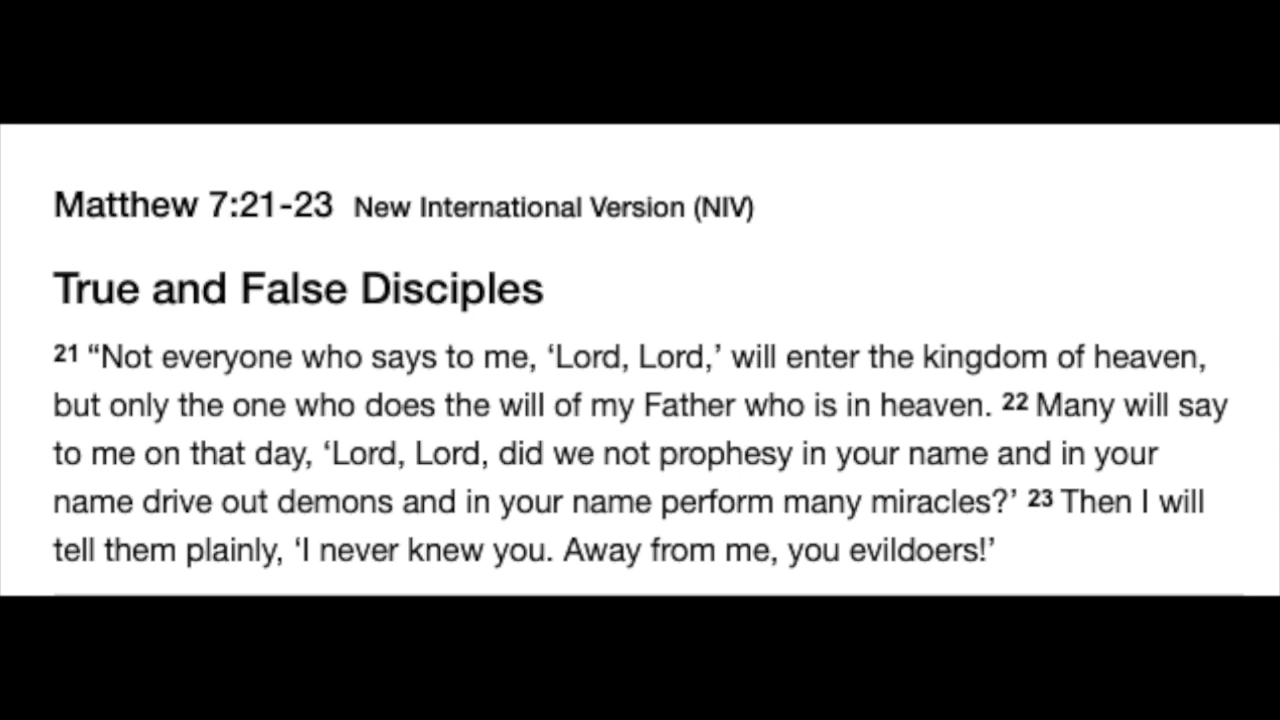 Matthew 7:21-23 New International Version (NIV)
True and False Disciples
21 “Not everyone who says to me, ‘Lord, Lord,’ will enter the kingdom of heaven,
but only the one who does the will of my Father who is in heaven. 22 Many will say
to me on that day, ‘Lord, Lord, did we not prophesy in your name and in your
name drive out demons and in your name perform many miracles?’ 23 Then I will
tell them plainly, ‘I never knew you. Away from me, you evildoers!’